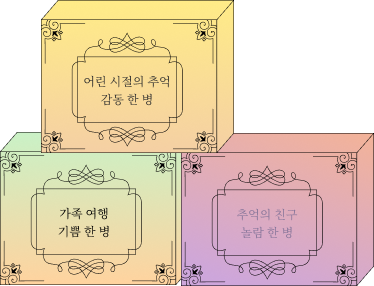 어린 시절의 추억
감동 한 병
가족 여행
기쁨 한 병
추억의 친구
놀람 한 병